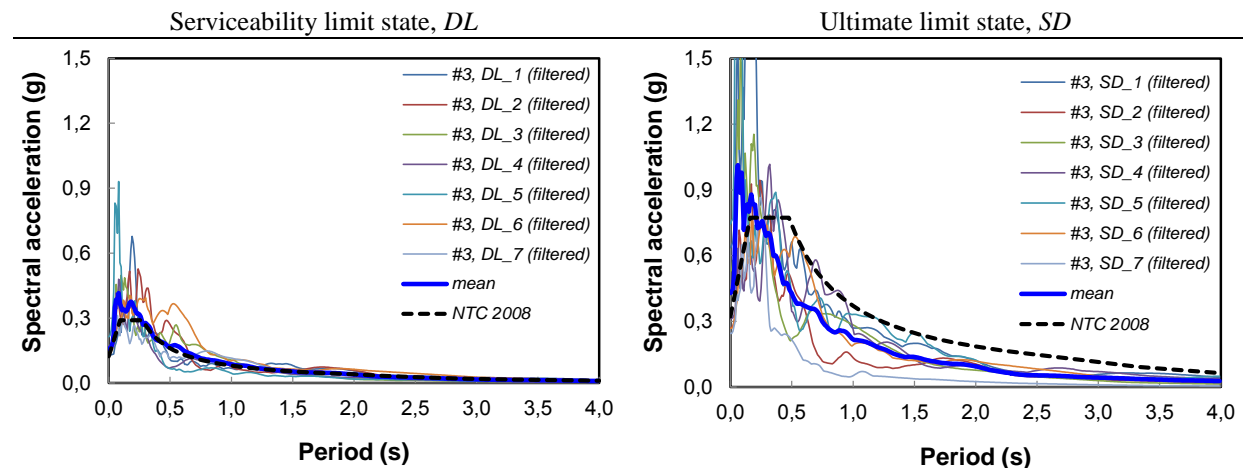 Serviceability limit state, DL
Ultimate limit state, SD
Spectral acceleration (g)
1,5
1,2
0,9
0,6
0,3
0,0
#3, DL_1 (filtered)
#3, DL_2 (filtered)
#3, DL_3 (filtered)
#3, DL_4 (filtered)
#3, DL_5 (filtered)
#3, DL_6 (filtered)
#3, DL_7 (filtered)
mean
NTC 2008
0,0 0,5 1,0 1,5 2,0 2,5 3,0 3,5 4,0
Period (s)
Spectral acceleration (g)
1,5
1,2
0,9
0,6
0,3
0,0
#3, SD_1 (filtered)
#3, SD_2 (filtered)
#3, SD_3 (filtered)
#3, SD_4 (filtered)
#3, SD_5 (filtered)
#3, SD_6 (filtered)
#3, SD_7 (filtered)
mean
NTC 2008
0,0 0,5 1,0 1,5 2,0 2,5 3,0 3,5 4,0
Period (s)